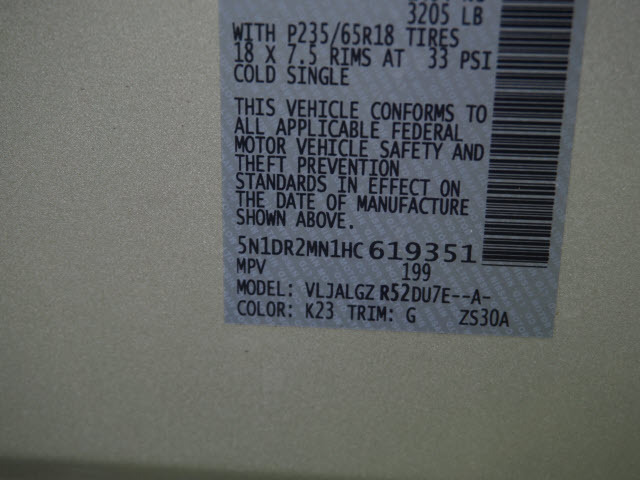 3205 LB
WITH P235/65R18 TIRES
18 X 7.5 RIMS AT 33 PSI
COLD SINGLE
THIS VEHICLE CONFORMS TO
ALL APPLICABLE FEDERAL
MOTOR VEHICLE SAFETY AND
THEFT PREVENTION
STANDARDS IN EFFECT ON
THE DATE OF MANUFACTURE
SHOWN ABOVE.
5N1DR2MN1HC619351
MPV 199
MODEL: VLJALGZ R52DU7E--A-
COLOR: K23 TRIM: G ZS30A